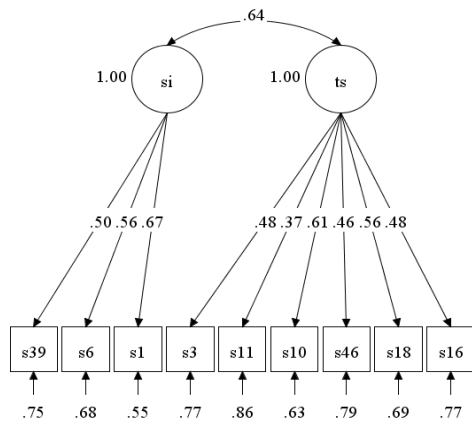 .64
1.00 si 1.00 ts
.50 .56 .67 .48 .37 .61 .46 .56 .48
s39 s6 s1 s3 s11 s10 s46 s18 s16
.75 .68 .55 .77 .86 .63 .79 .69 .77